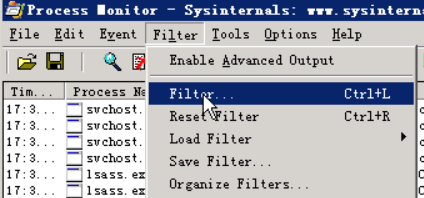 Process Monitor - Sysinternals: www.sysintern
File Edit Event Filter Tools Options Help
Enable Advanced Output
Tim... Process Na
Filter... Ctrl+L
17:3... svchost.
Reset Filter Ctrl+R
17:3... svchost.
Load Filter
17:3... svchost.
17:3... svchost.
Save Filter...
17:3... lsass.ex
Organize Filters...
17:3... lsass.ex